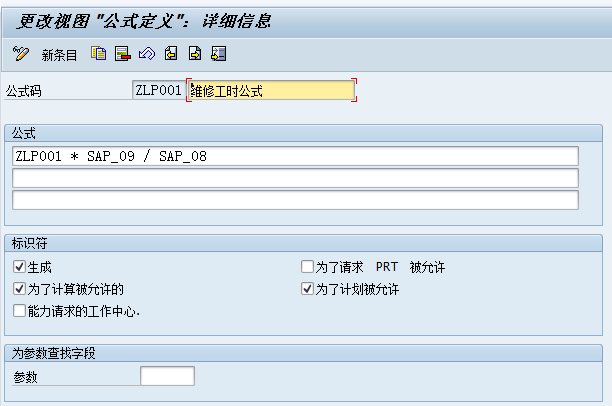 更改视图 "公式定义": 详细信息
新条目
公式码 ZLP001 维修工时公式
公式
ZLP001 * SAP_09 / SAP_08
标识符
生成 为了请求 PRT 被允许
为了计算被允许的 为了计划被允许
能力请求的工作中心.
为参数查找字段
参数